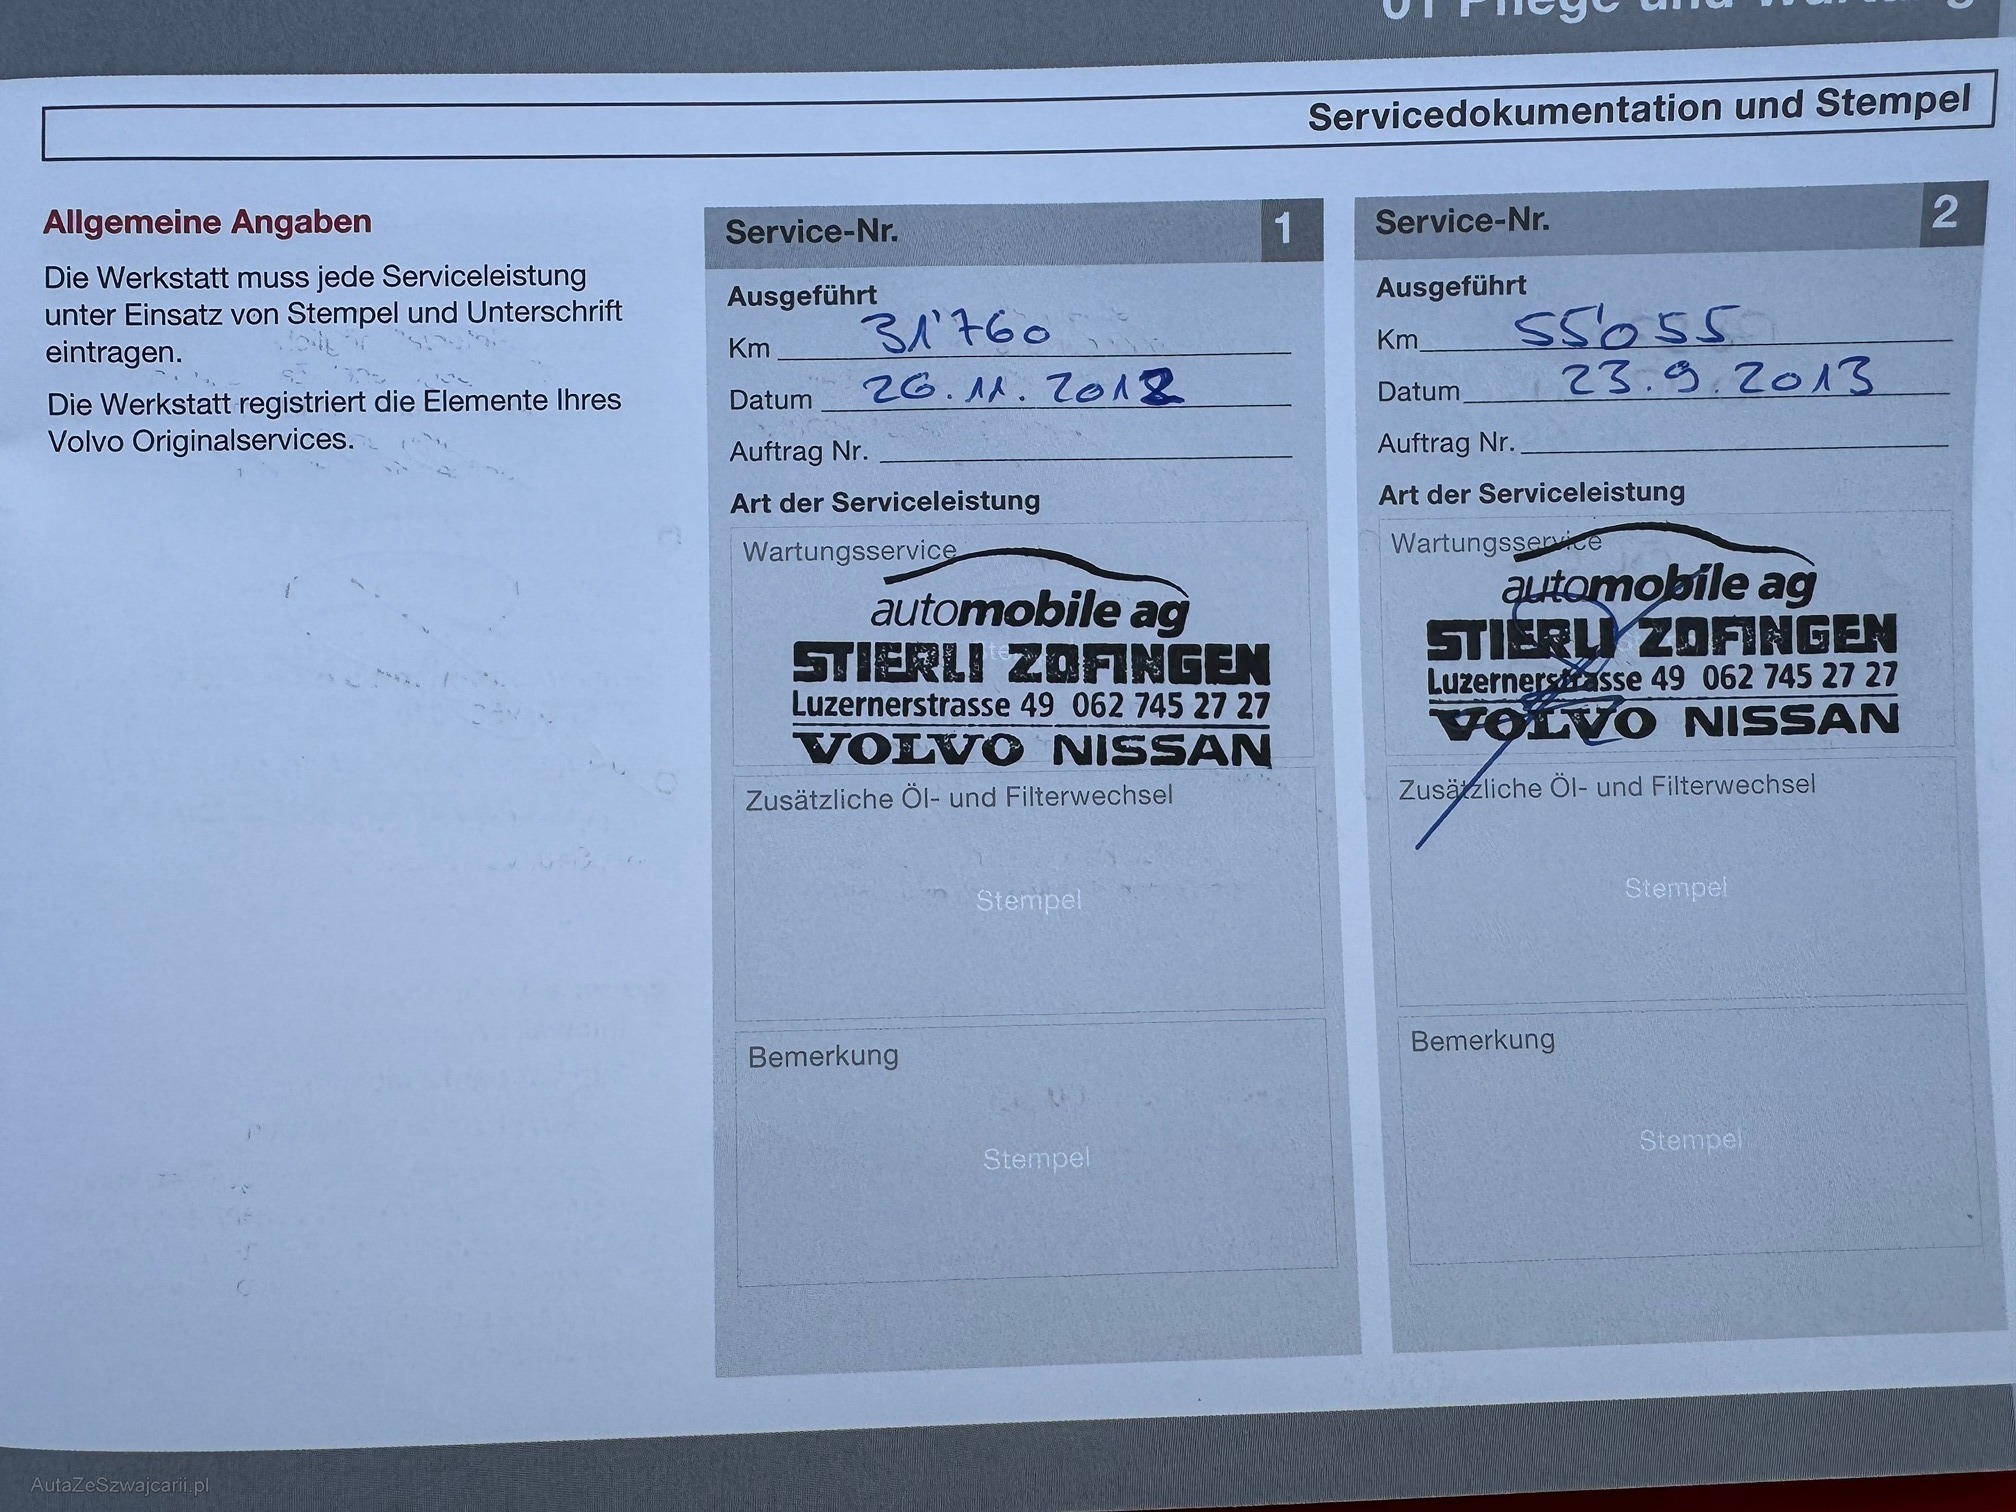 01 Pflege und Wartung
Servicedokumentation und Stempel
Allgemeine Angaben
Die Werkstatt muss jede Serviceleistung
unter Einsatz von Stempel und Unterschrift
eintragen.
Die Werkstatt registriert die Elemente Ihres
Volvo Originalservices.
Service-Nr. 1
Ausgeführt
Km 31'760
Datum 26.11.2012
Auftrag Nr.
Art der Serviceleistung
Wartungsservice
automobile ag
STIERLI ZOFINGEN
Luzernerstrasse 49 062 745 27 27
VOLVO NISSAN
Zusätzliche Öl- und Filterwechsel
Stempel
Bemerkung
Stempel
Service-Nr. 2
Ausgeführt
Km 55'055
Datum 23.9.2013
Auftrag Nr.
Art der Serviceleistung
Wartungsservice
automobile ag
STIERLI ZOFINGEN
Luzernerstrasse 49 062 745 27 27
VOLVO NISSAN
Zusätzliche Öl- und Filterwechsel
Stempel
Bemerkung
Stempel
AutaZeSzwajcarii.pl